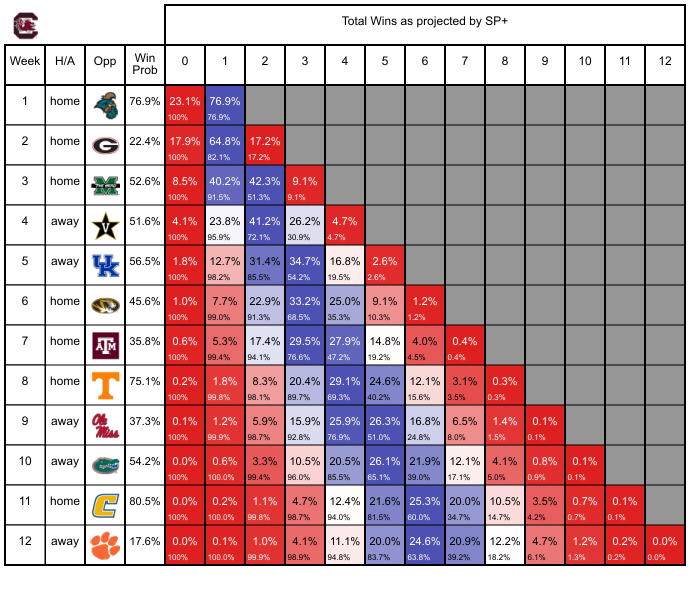 Total Wins as projected by SP+
Week H/A Opp Win Prob 0 1 2 3 4 5 6 7 8 9 10 11 12
1 home 76.9% 23.1% 76.9%
100% 76.9%
2 home G 22.4% 17.9% 64.8% 17.2%
100% 82.1% 17.2%
3 home M 52.6% 8.5% 40.2% 42.3% 9.1%
100% 91.5% 51.3% 9.1%
4 away V 51.6% 4.1% 23.8% 41.2% 26.2% 4.7%
100% 95.9% 72.1% 30.9% 4.7%
5 away UK 56.5% 1.8% 12.7% 31.4% 34.7% 16.8% 2.6%
100% 98.2% 85.5% 54.2% 19.5% 2.6%
6 home 45.6% 1.0% 7.7% 22.9% 33.2% 25.0% 9.1% 1.2%
100% 99.0% 91.3% 68.5% 35.3% 10.3% 1.2%
7 home ATM 35.8% 0.6% 5.3% 17.4% 29.5% 27.9% 14.8% 4.0% 0.4%
100% 99.4% 94.1% 76.6% 47.2% 19.2% 4.5% 0.4%
8 home T 75.1% 0.2% 1.8% 8.3% 20.4% 29.1% 24.6% 12.1% 3.1% 0.3%
100% 99.8% 98.1% 89.7% 69.3% 40.2% 15.6% 3.5% 0.3%
9 away Ole Miss 37.3% 0.1% 1.2% 5.9% 15.9% 25.9% 26.3% 16.8% 6.5% 1.4% 0.1%
100% 99.9% 98.7% 92.8% 76.9% 51.0% 24.8% 8.0% 1.5% 0.1%
10 away 54.2% 0.0% 0.6% 3.3% 10.5% 20.5% 26.1% 21.9% 12.1% 4.1% 0.8% 0.1%
100% 100.0% 99.4% 96.0% 85.5% 65.1% 39.0% 17.1% 5.0% 0.9% 0.1%
11 home C 80.5% 0.0% 0.2% 1.1% 4.7% 12.4% 21.6% 25.3% 20.0% 10.5% 3.5% 0.7% 0.1%
100% 100.0% 99.8% 98.7% 94.0% 81.5% 60.0% 34.7% 14.7% 4.2% 0.7% 0.1%
12 away 17.6% 0.0% 0.1% 1.0% 4.1% 11.1% 20.0% 24.6% 20.9% 12.2% 4.7% 1.2% 0.2% 0.0%
100% 100.0% 99.9% 98.9% 94.8% 83.7% 63.8% 39.2% 18.2% 6.1% 1.3% 0.2% 0.0%